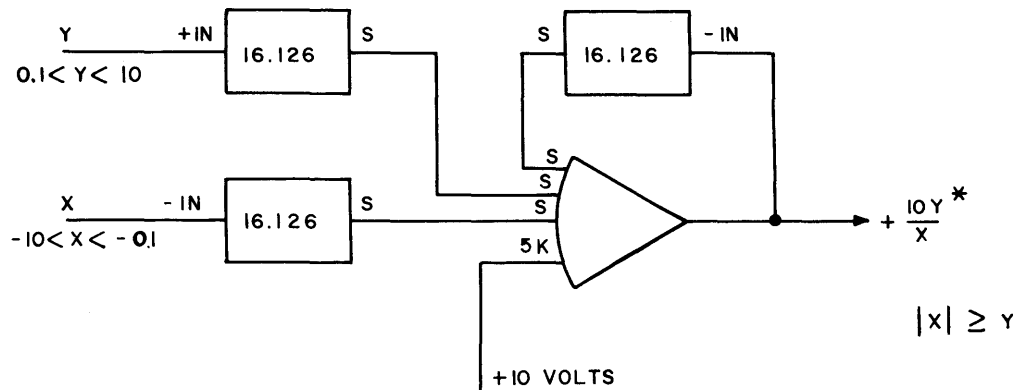 Y
+IN
S
16.126
0.1 < Y < 10
S
-IN
16.126
X
-IN
S
16.126
-10 < X < -0.1
S
S
S
5K
+ 10Y/X *
|X| ≥ Y
+10 VOLTS